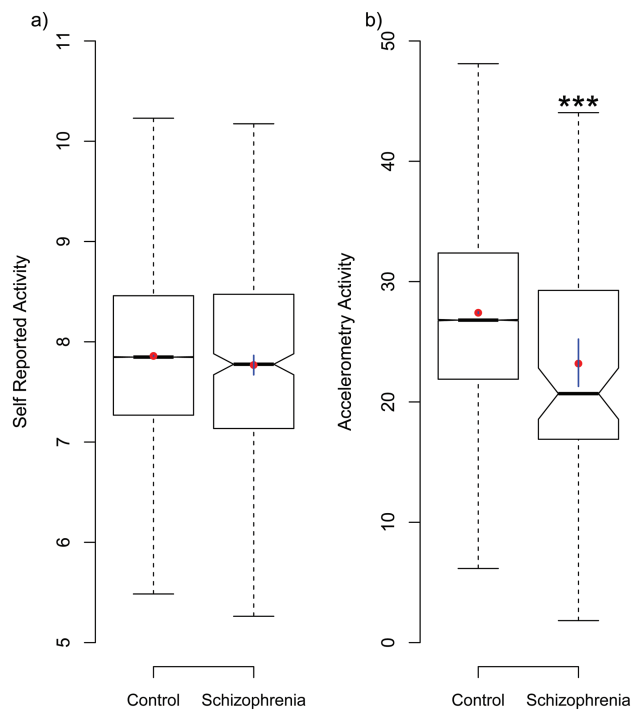 a)
Self Reported Activity
11
10
9
8
7
6
5
Control Schizophrenia
b)
Accelerometry Activity
50
40
30
20
10
0
***
Control Schizophrenia